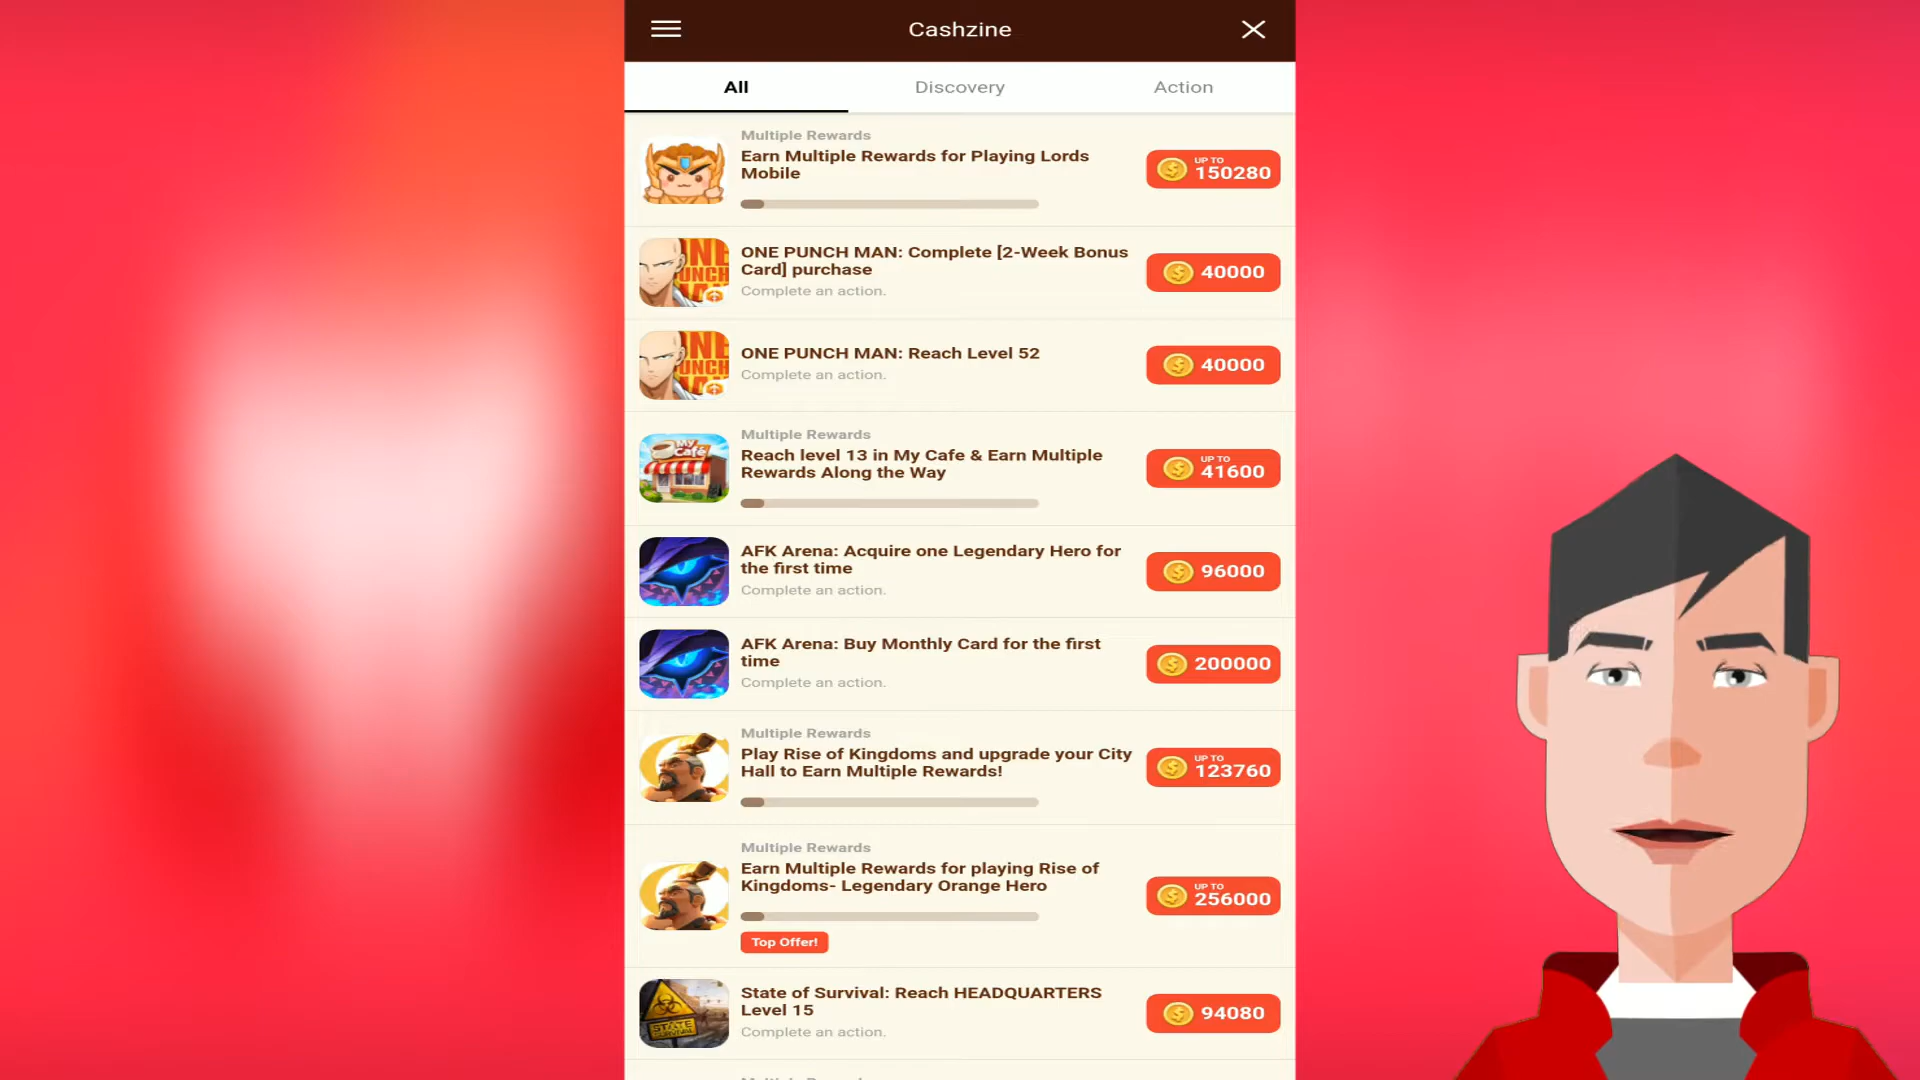 Cashzine
All
Discovery
Action
Multiple Rewards
Earn Multiple Rewards for Playing Lords
Mobile
UP TO
150280
ONE PUNCH MAN: Complete [2-Week Bonus
Card] purchase
Complete an action.
40000
ONE PUNCH MAN: Reach Level 52
Complete an action.
40000
Multiple Rewards
Reach level 13 in My Cafe & Earn Multiple
Rewards Along the Way
UP TO
41600
My
Café
AFK Arena: Acquire one Legendary Hero for
the first time
Complete an action.
96000
AFK Arena: Buy Monthly Card for the first
time
Complete an action.
200000
Multiple Rewards
Play Rise of Kingdoms and upgrade your City
Hall to Earn Multiple Rewards!
UP TO
123760
Multiple Rewards
Earn Multiple Rewards for playing Rise of
Kingdoms- Legendary Orange Hero
Top Offer!
UP TO
256000
State of Survival: Reach HEADQUARTERS
Level 15
Complete an action.
94080
STATE